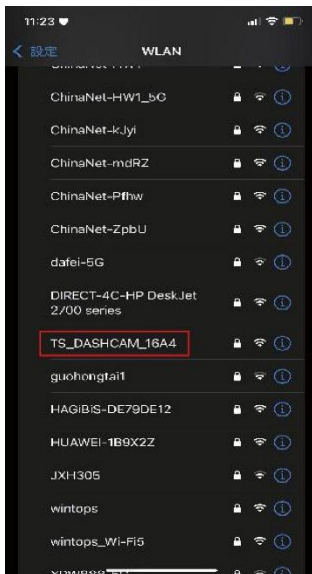 11:23
設定
WLAN
ChinaNet-HW1_5G
ChinaNet-kJyi
ChinaNet-mdRZ
ChinaNet-Pfhw
ChinaNet-ZpbU
dafei-5G
DIRECT-4C-HP DeskJet
2700 series
TS_DASHCAM_16A4
guohongtai1
HAGiBiS-DE79DE12
HUAWEI-1B9X2Z
JXH305
wintops
wintops_Wi-Fi5